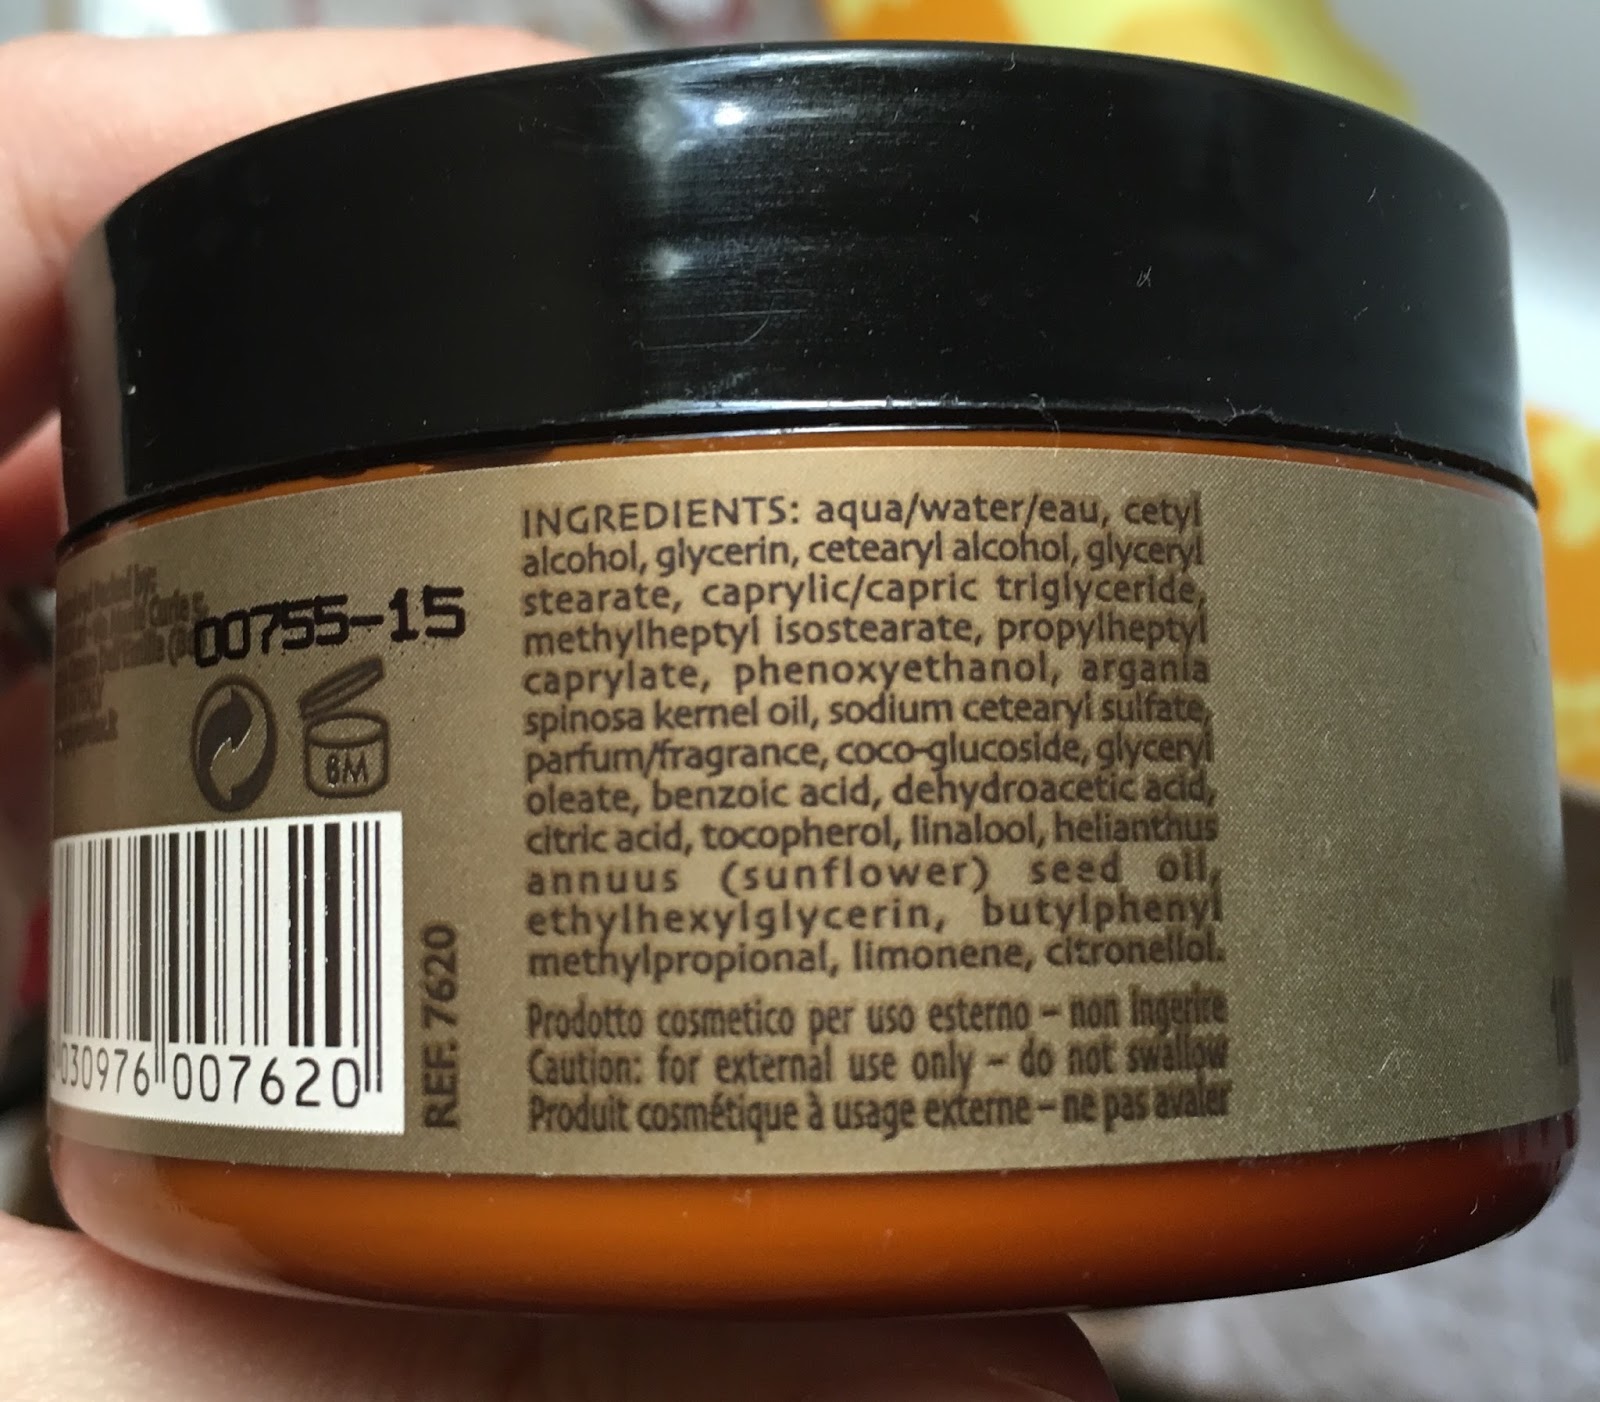 00755-15
8M
030976 007620
REF. 7620
INGREDIENTS: aqua/water/eau, cetyl
alcohol, glycerin, cetearyl alcohol, glyceryl
stearate, caprylic/capric triglyceride,
methylheptyl isostearate, propylheptyl
caprylate, phenoxyethanol, argania
spinosa kernel oil, sodium cetearyl sulfate,
parfum/fragrance, coco-glucoside, glyceryl
oleate, benzoic acid, dehydroacetic acid,
citric acid, tocopherol, linalool, helianthus
annuus (sunflower) seed oil,
ethylhexylglycerin, butylphenyl
methylpropional, limonene, citronellol.
Prodotto cosmetico per uso esterno – non ingerire
Caution: for external use only – do not swallow
Produit cosmétique à usage externe – ne pas avaler